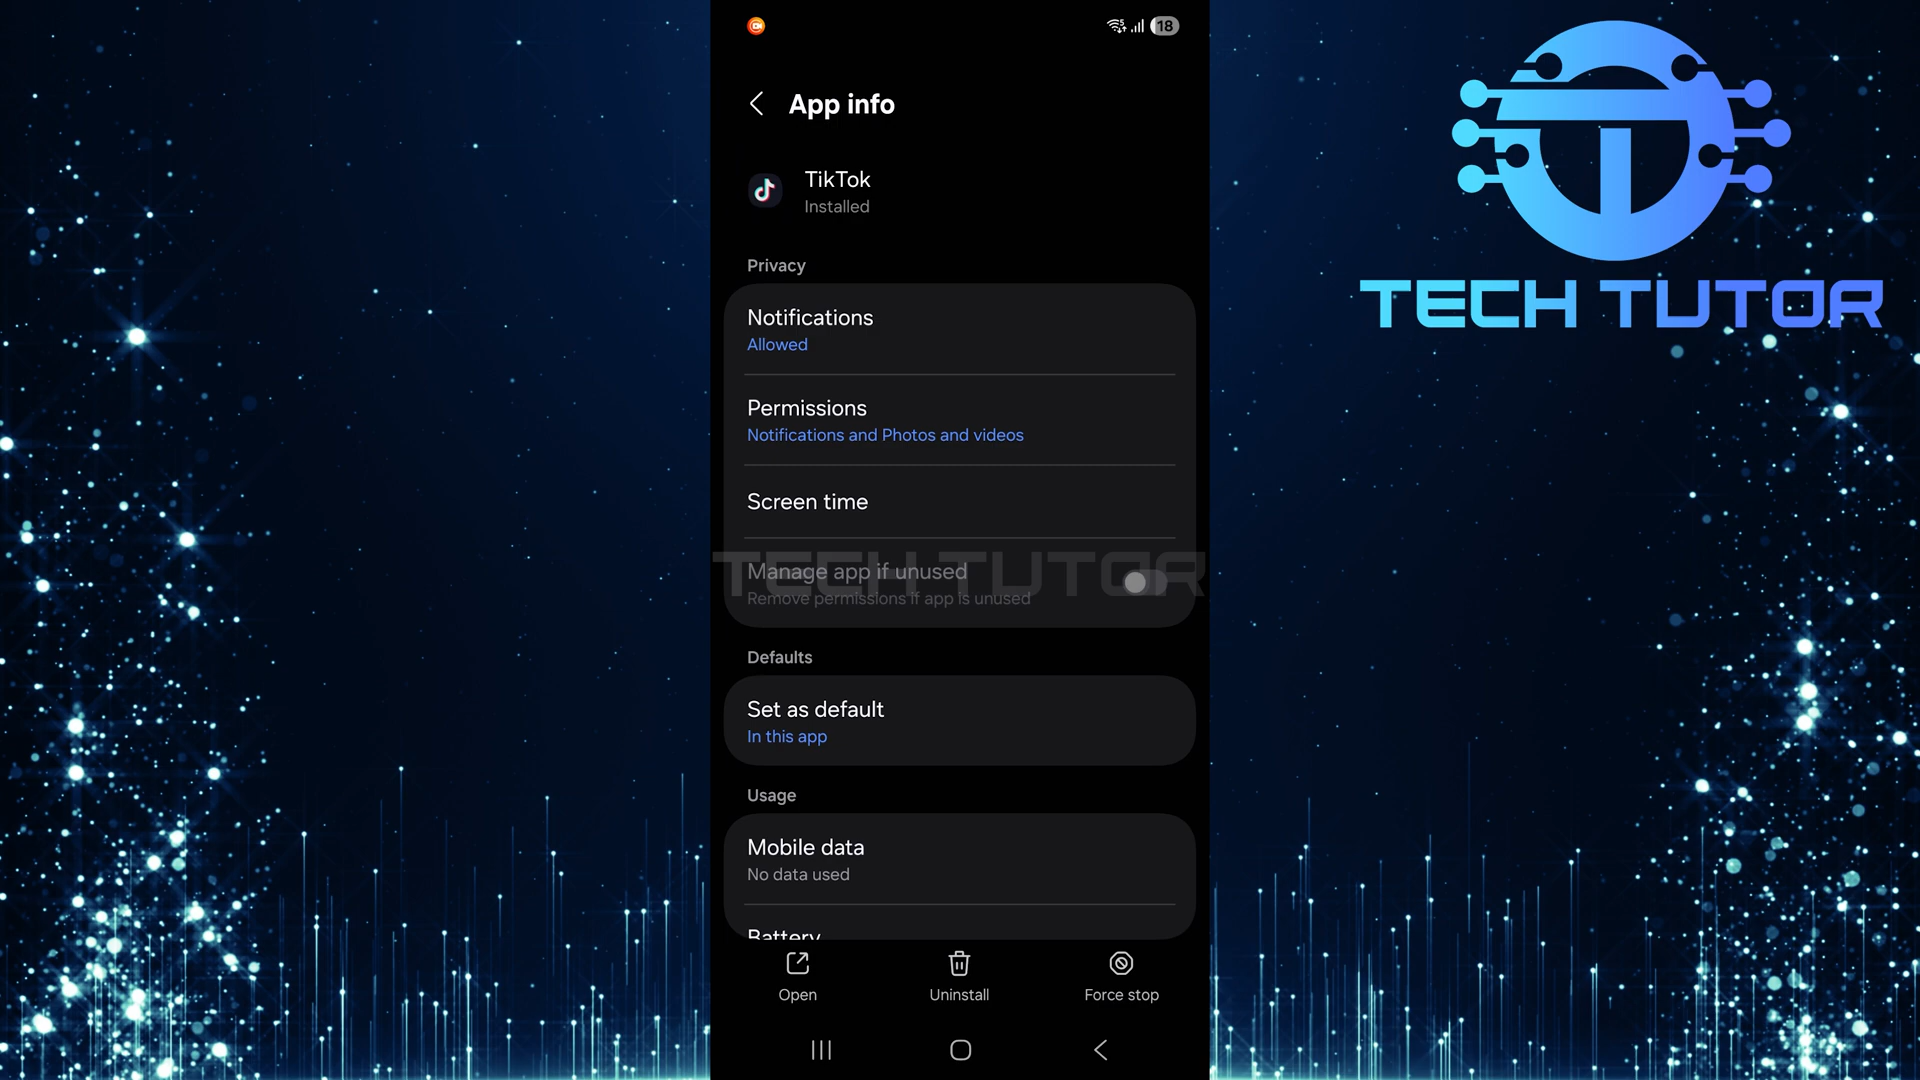 18
App info
TikTok
Installed
Privacy
Notifications
Allowed
Permissions
Notifications and Photos and videos
Screen time
Manage app if unused
Remove permissions if app is unused
TECH TUTOR
Defaults
Set as default
In this app
Usage
Mobile data
No data used
Battery
Open
Uninstall
Force stop
TECH TUTOR